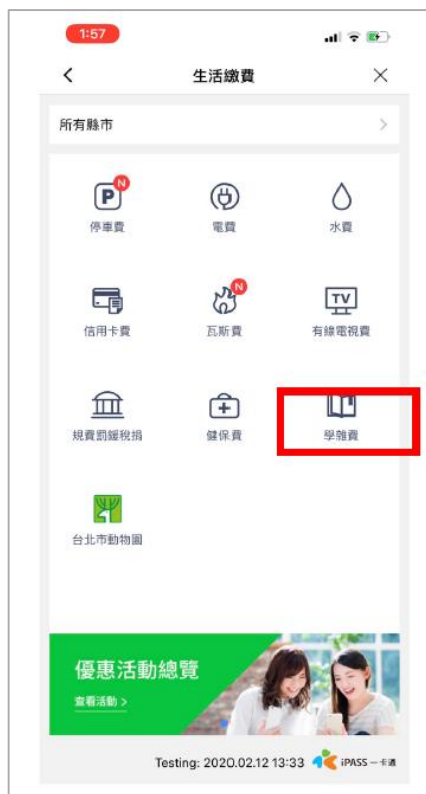 1:57
生活繳費
所有縣市
P N
停車費
電費
水費
信用卡費
N
瓦斯費
TV
有線電視費
規費罰鍰稅捐
健保費
學雜費
台北市動物園
優惠活動總覽
查看活動 >
Testing: 2020.02.12 13:33 iPASS 一卡通